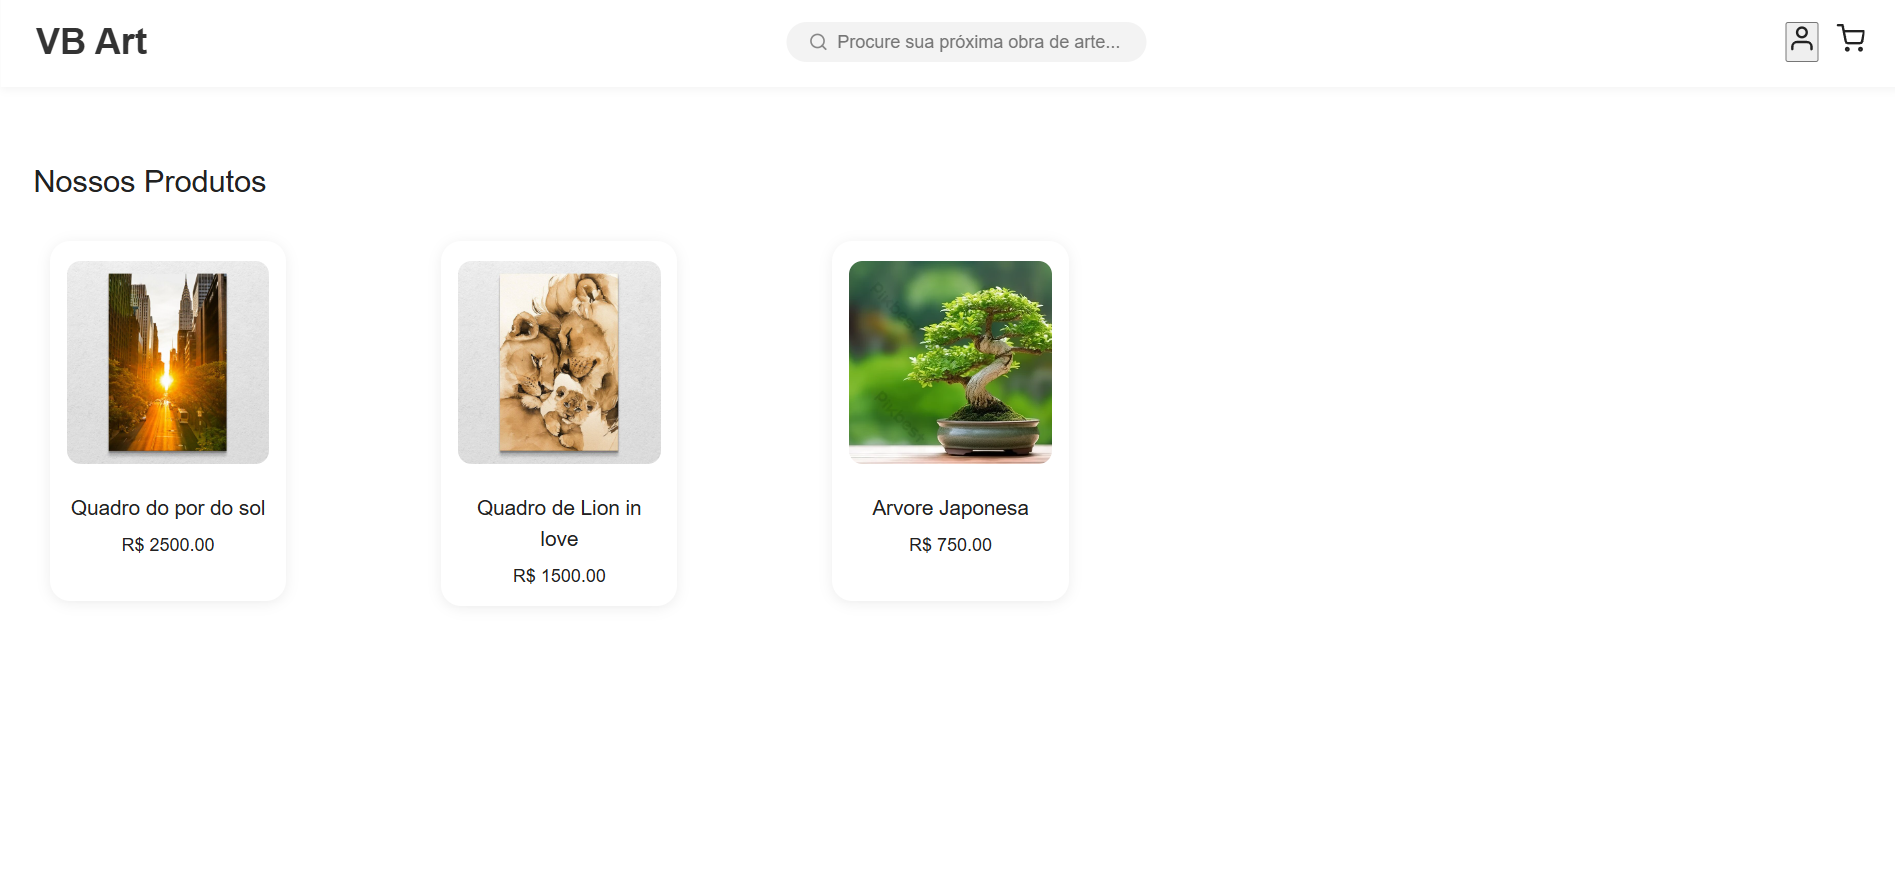 VB Art
Procure sua próxima obra de arte...
Nossos Produtos
Quadro do por do sol
R$ 2500.00
Quadro de Lion in
love
R$ 1500.00
Arvore Japonesa
R$ 750.00